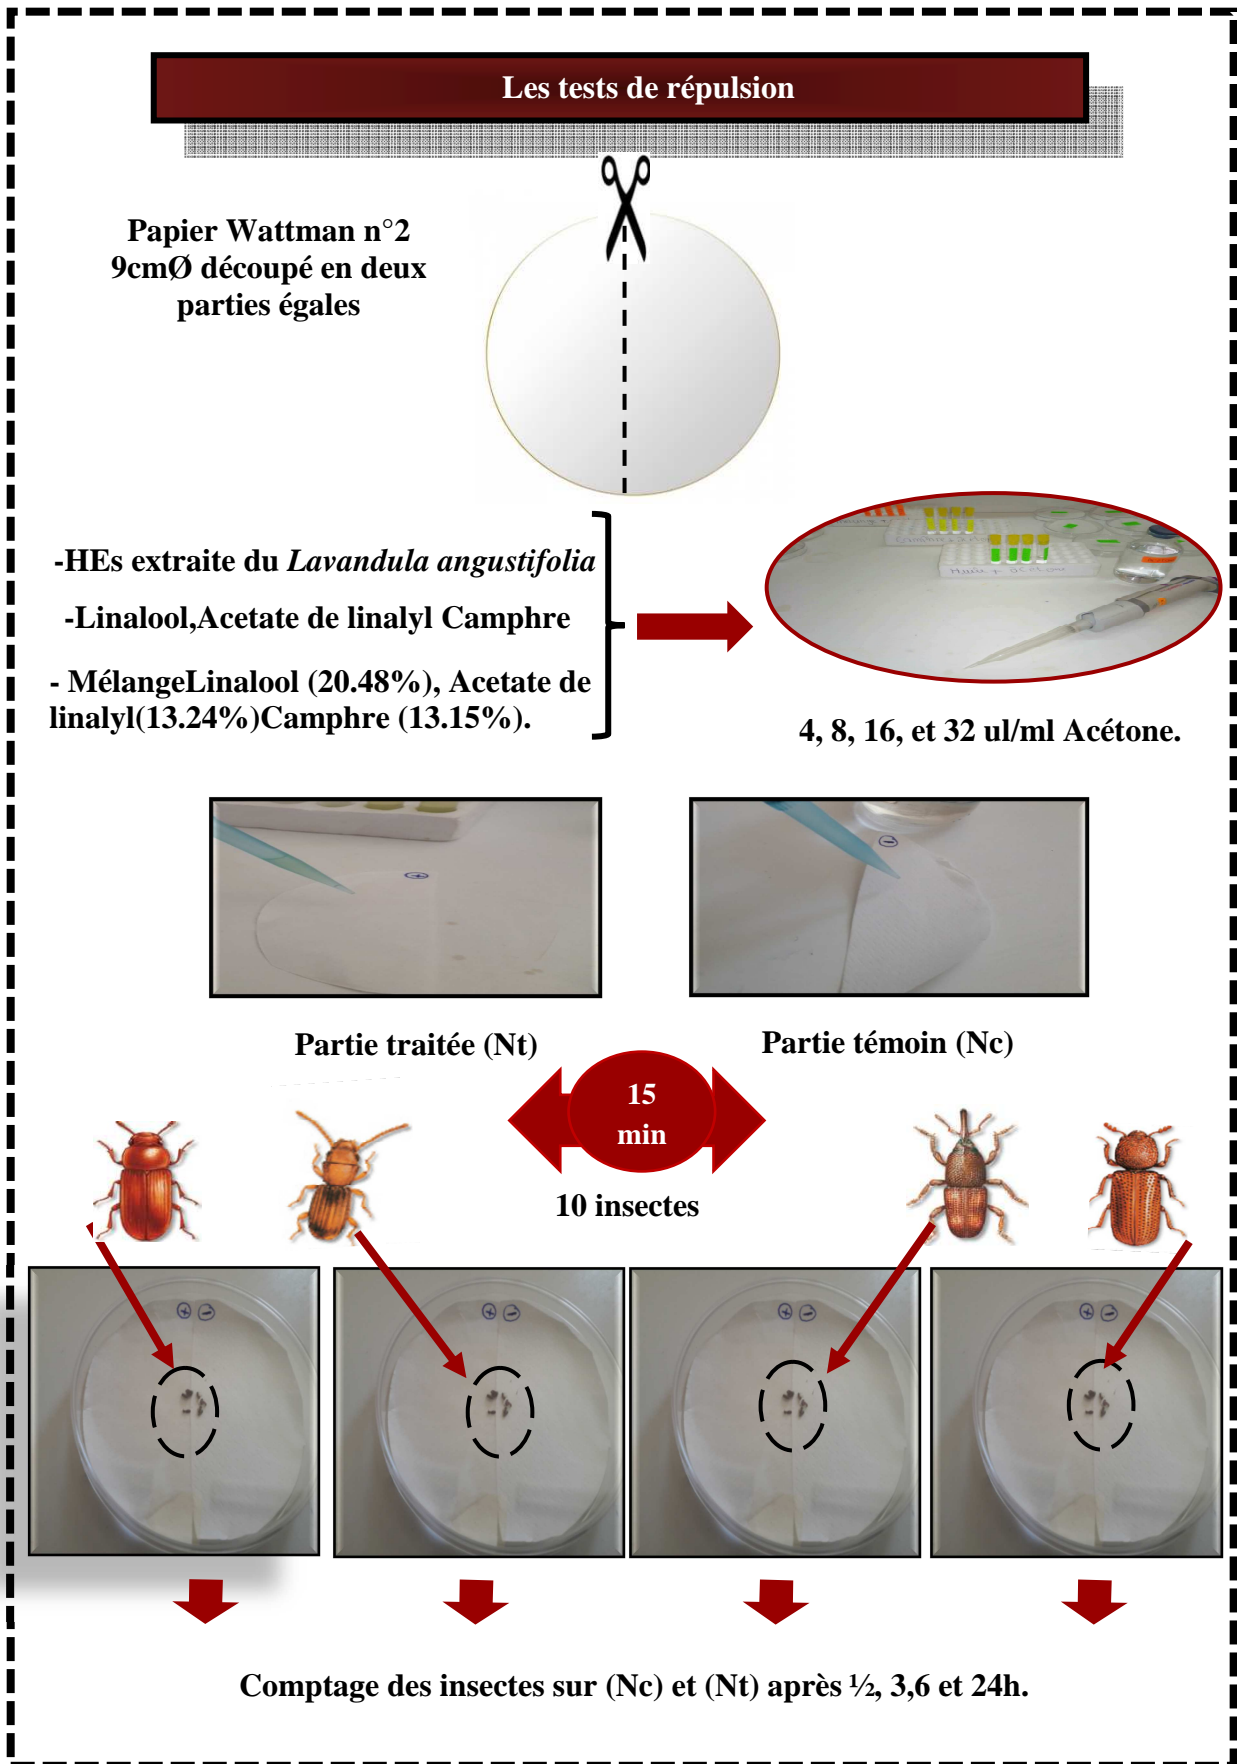 Les tests de répulsion
Papier Wattman n°2
9cmØ découpé en deux
parties égales
-HEs extraite du Lavandula angustifolia
-Linalool,Acetate de linalyl Camphre
- MélangeLinalool (20.48%), Acetate de
linalyl(13.24%)Camphre (13.15%).
4, 8, 16, et 32 ul/ml Acétone.
Partie traitée (Nt)
Partie témoin (Nc)
15
min
10 insectes
Comptage des insectes sur (Nc) et (Nt) après ½, 3,6 et 24h.